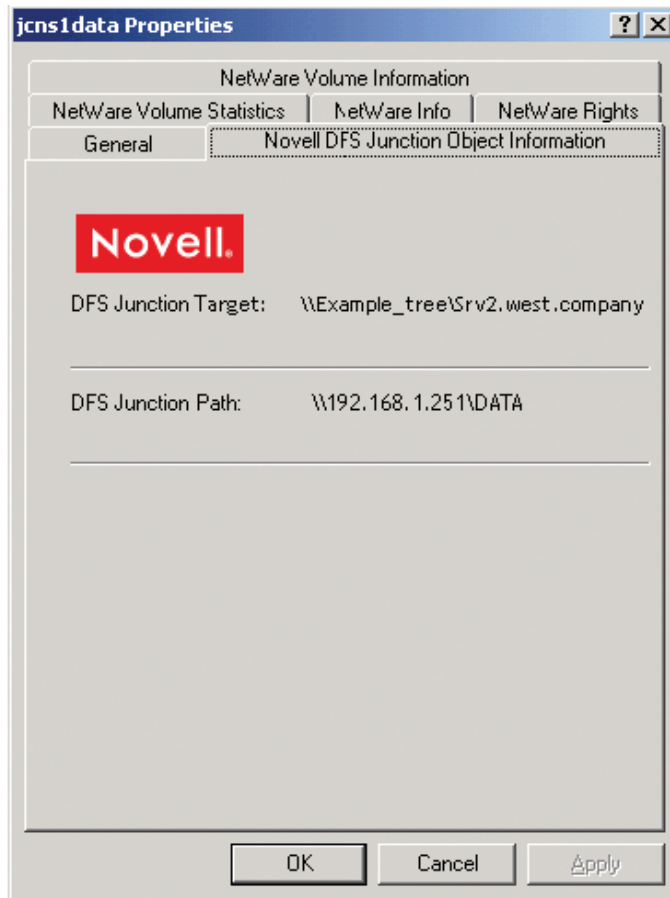 jcns1data Properties
NetWare Volume Information
NetWare Volume Statistics NetWare Info NetWare Rights
General Novell DFS Junction Object Information
Novell®
DFS Junction Target: \\Example_tree\Srv2.west.company
DFS Junction Path: \\192.168.1.251\DATA
OK Cancel Apply